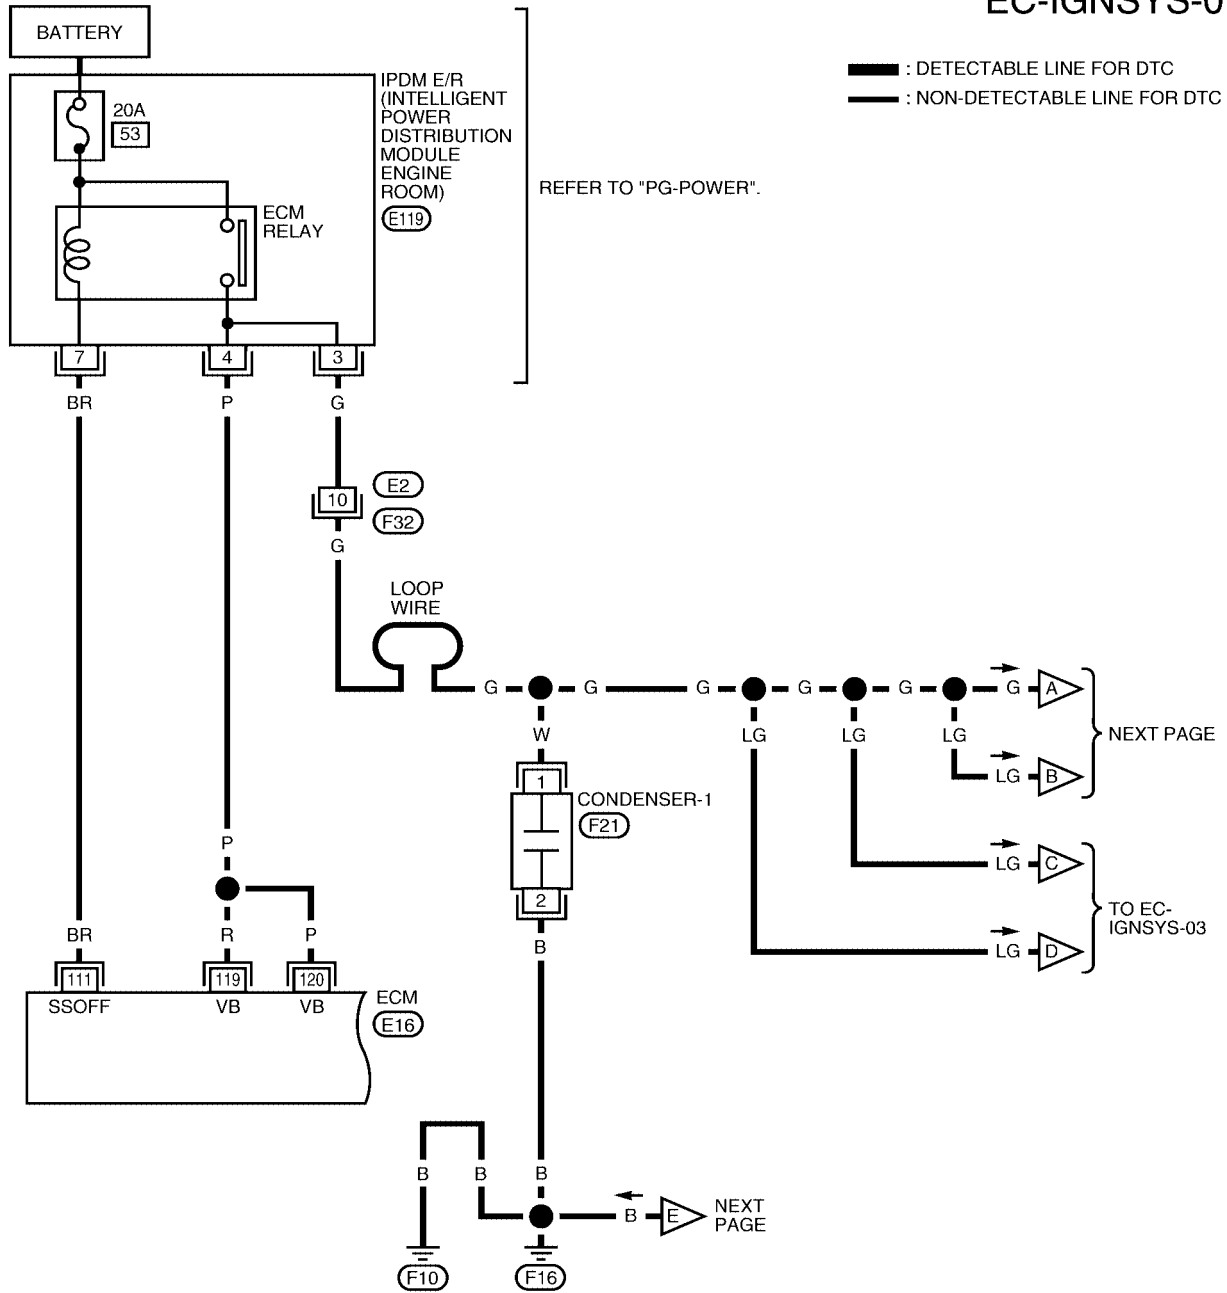 EC-IGNSYS-0
BATTERY
: DETECTABLE LINE FOR DTC
: NON-DETECTABLE LINE FOR DTC
20A
53
IPDM E/R
(INTELLIGENT
POWER
DISTRIBUTION
MODULE
ENGINE
ROOM)
E119
REFER TO "PG-POWER".
ECM
RELAY
7
4
3
BR
P
G
10
E2
F32
G
LOOP
WIRE
G
G
G
G
G
G
A
W
LG
LG
LG
LG
B
NEXT PAGE
1
CONDENSER-1
F21
2
P
LG
C
LG
D
TO EC-
IGNSYS-03
BR
R
P
B
111
119
120
SSOFF
VB
VB
ECM
E16
B
B
B
B
E
NEXT
PAGE
F10
F16